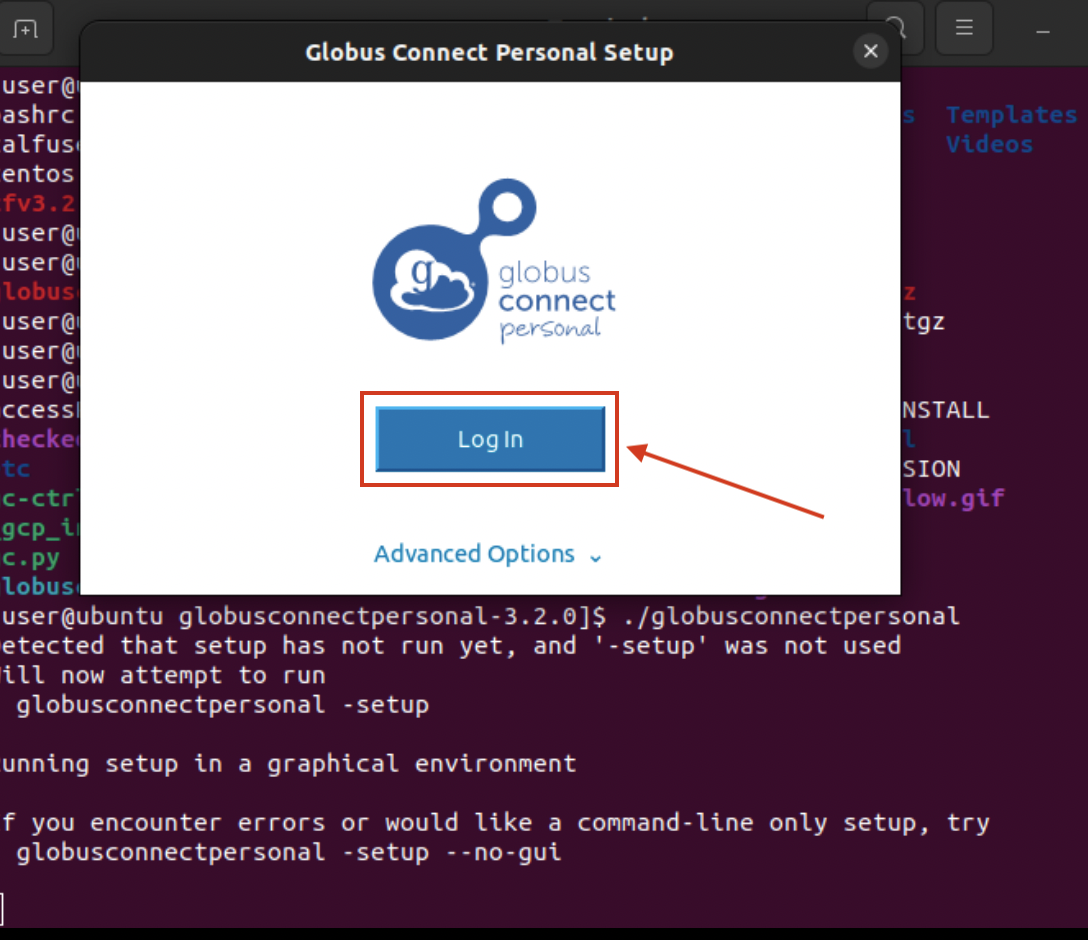 Globus Connect Personal Setup
user@
ashrc
s Templates
alfus
Videos
entos
fv3.2
user@
user@
lobus
z
user@
tgz
user@
user@
ccess
NSTALL
hecke
l
tc
SION
c-ctr
low.gif
gcp_i
c.py
lobus
g
globus
connect
personal
Log In
Advanced Options
user@ubuntu globusconnectpersonal-3.2.0]$ ./globusconnectpersonal
etected that setup has not run yet, and '-setup' was not used
ill now attempt to run
globusconnectpersonal -setup
unning setup in a graphical environment
f you encounter errors or would like a command-line only setup, try
globusconnectpersonal -setup --no-gui